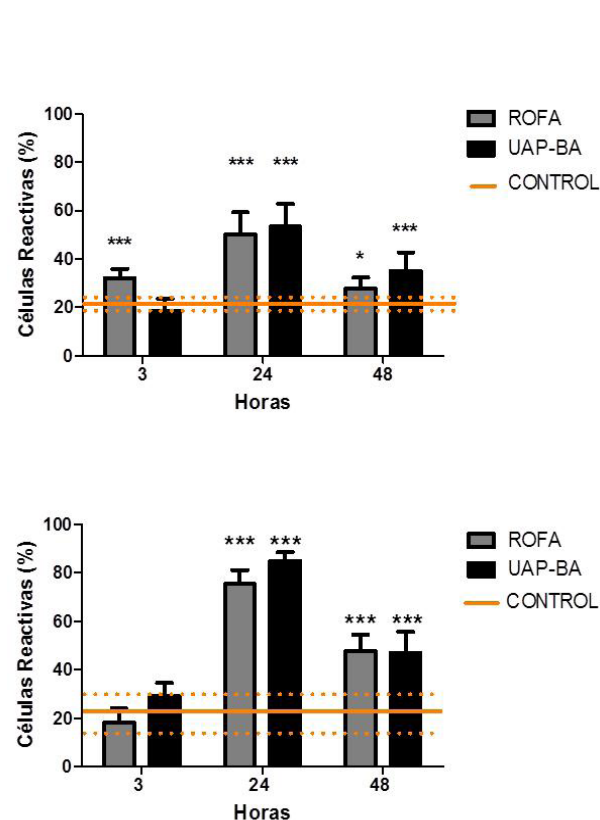 ROFA
UAP-BA
CONTROL
Células Reactivas (%)
100
80
60
40
20
0
***
***
***
*
***
3 24 48
Horas
ROFA
UAP-BA
CONTROL
Células Reactivas (%)
100
80
60
40
20
0
*** ***
*** ***
3 24 48
Horas